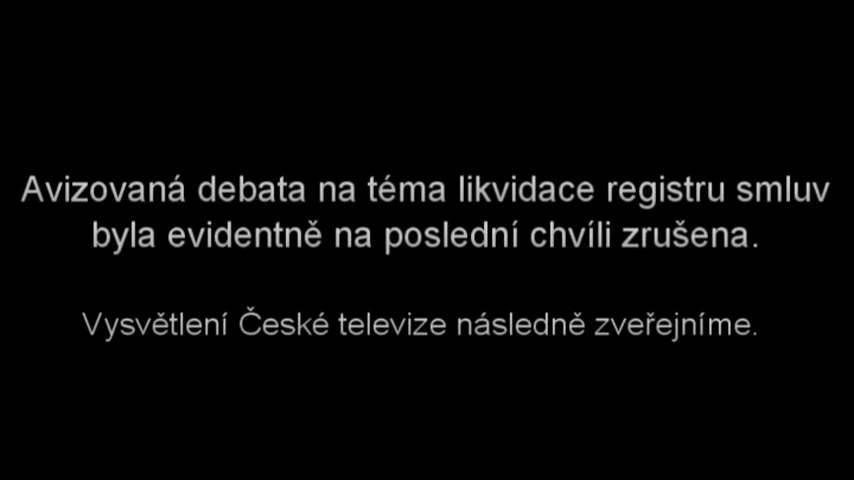 Avizovaná debata na téma likvidace registru smluv
byla evidentně na poslední chvíli zrušena.
Vysvětlení České televize následně zveřejníme.